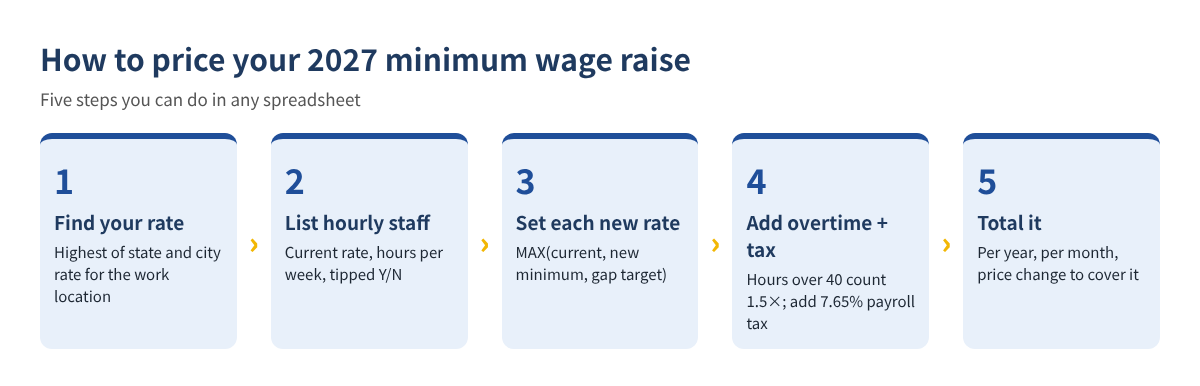 How to price your 2027 minimum wage raise
Five steps you can do in any spreadsheet
1
Find your rate
Highest of state and city
rate for the work
location
›
2
List hourly staff
Current rate, hours per
week, tipped Y/N
›
3
Set each new rate
MAX(current, new
minimum, gap target)
›
4
Add overtime +
tax
Hours over 40 count
1.5×; add 7.65% payroll
tax
›
5
Total it
Per year, per month,
price change to cover it